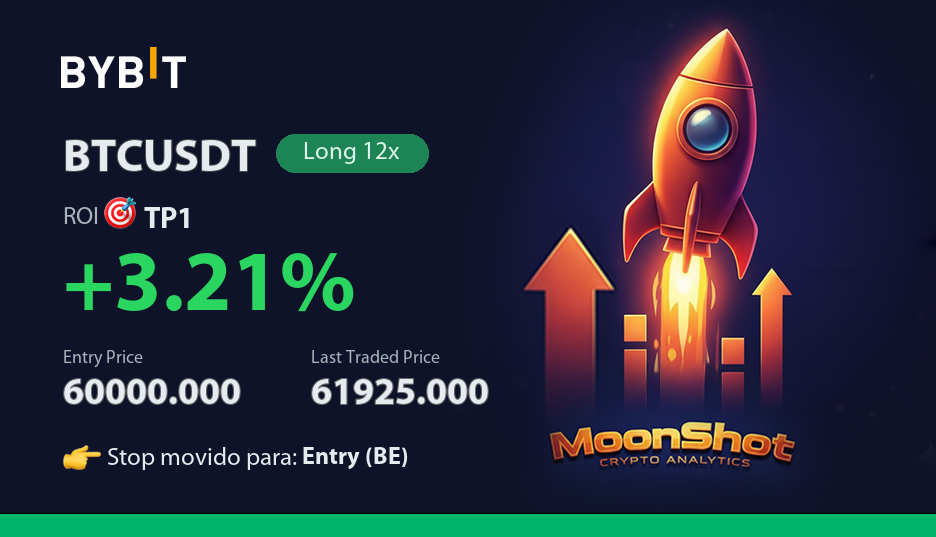 BYBIT
BTCUSDT Long 12x
ROI 🎯 TP1
+3.21%
Entry Price Last Traded Price
60000.000 61925.000
👉 Stop movido para: Entry (BE)
MoonShot
CRYPTO ANALYTICS